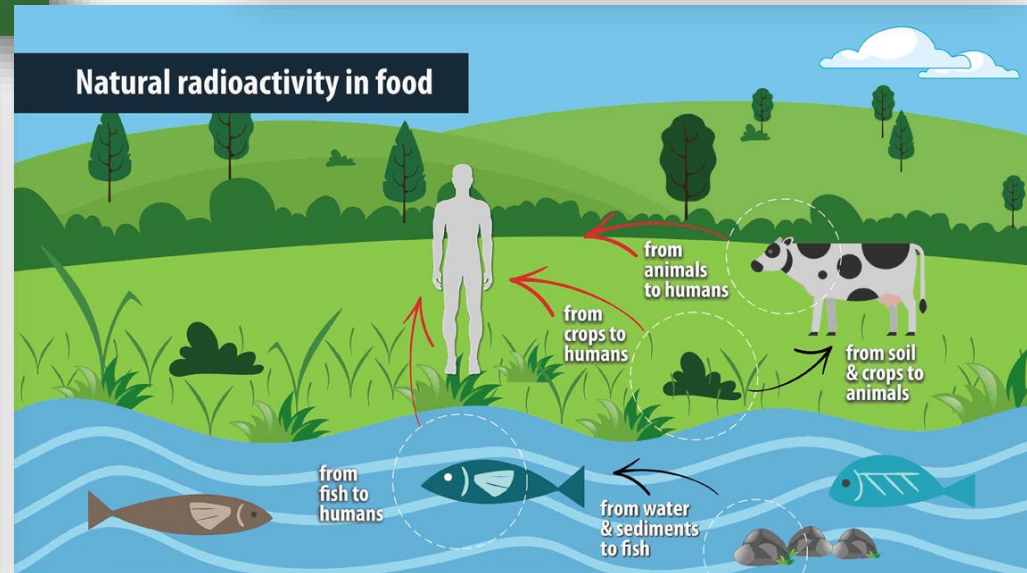 Natural radioactivity in food
from
animals
to humans
from
crops to
humans
from soil
& crops to
animals
from
fish to
humans
from water
& sediments
to fish